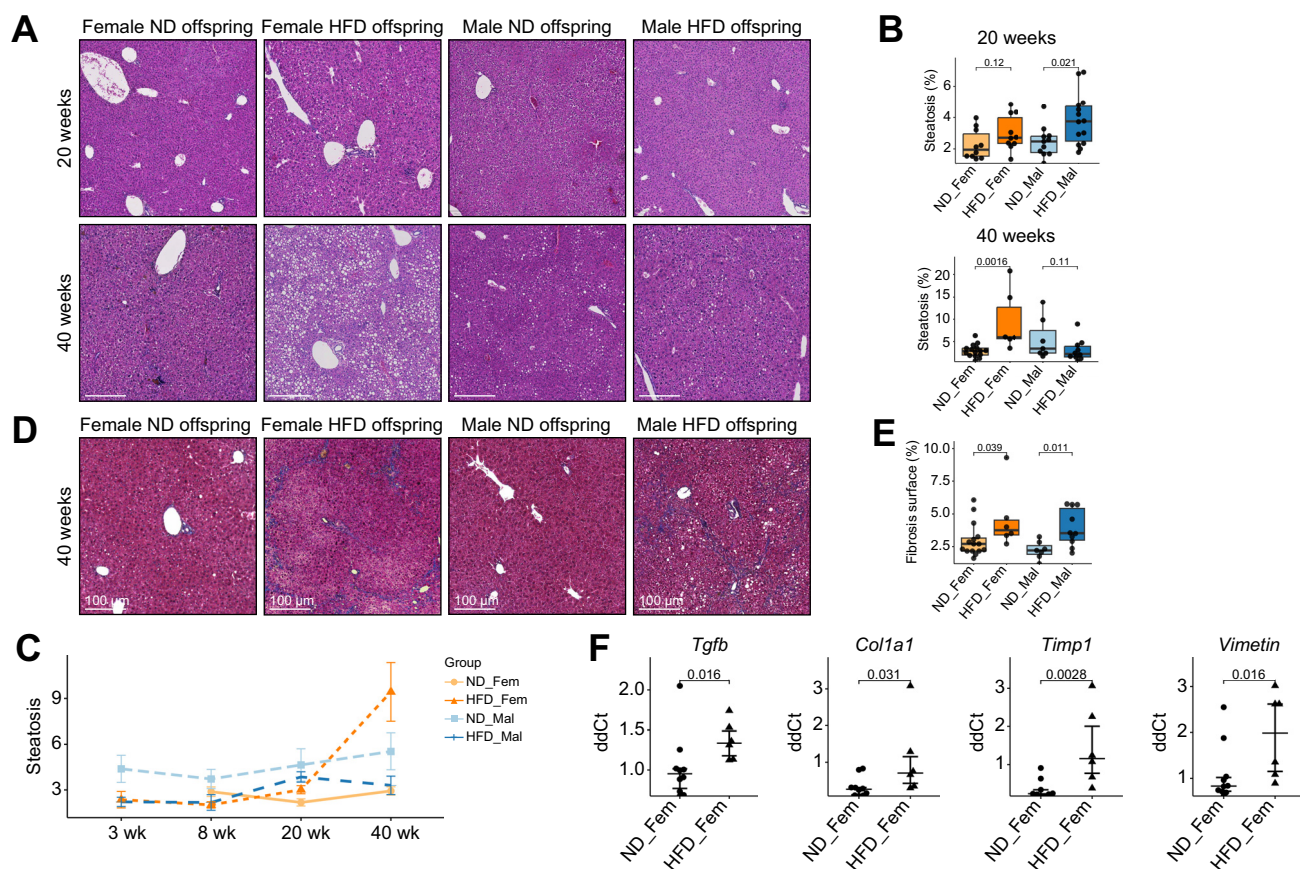 A
Female ND offspring
Female HFD offspring
Male ND offspring
Male HFD offspring
20 weeks
40 weeks
B
20 weeks
0.12
0.021
Steatosis (%)
6
4
2
ND_Fem
HFD_Fem
ND_Mal
HFD_Mal
40 weeks
0.0016
0.11
Steatosis (%)
20
15
10
5
ND_Fem
HFD_Fem
ND_Mal
HFD_Mal
D
Female ND offspring
Female HFD offspring
Male ND offspring
Male HFD offspring
40 weeks
100 µm
100 µm
100 µm
100 µm
E
0.039
0.011
Fibrosis surface (%)
10.0
7.5
5.0
2.5
ND_Fem
HFD_Fem
ND_Mal
HFD_Mal
C
Steatosis
9
6
3
3 wk
8 wk
20 wk
40 wk
Group
ND_Fem
HFD_Fem
ND_Mal
HFD_Mal
F
Tgfb
0.016
ddCt
2.0
1.5
1.0
ND_Fem
HFD_Fem
Col1a1
0.031
ddCt
3
2
1
ND_Fem
HFD_Fem
Timp1
0.0028
ddCt
3
2
1
ND_Fem
HFD_Fem
Vimetin
0.016
ddCt
3
2
1
ND_Fem
HFD_Fem